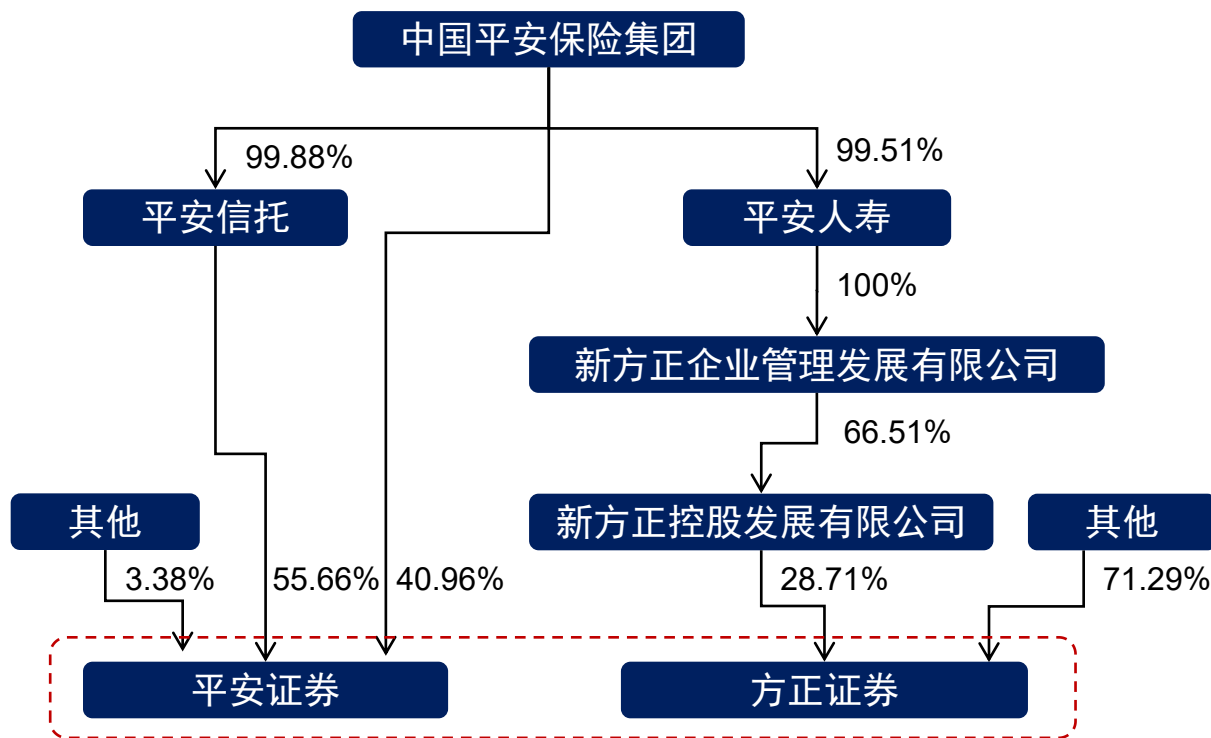 中国平安保险集团
99.88%
99.51%
平安信托
平安人寿
100%
新方正企业管理发展有限公司
66.51%
其他
新方正控股发展有限公司
其他
3.38%
55.66%
40.96%
28.71%
71.29%
平安证券
方正证券